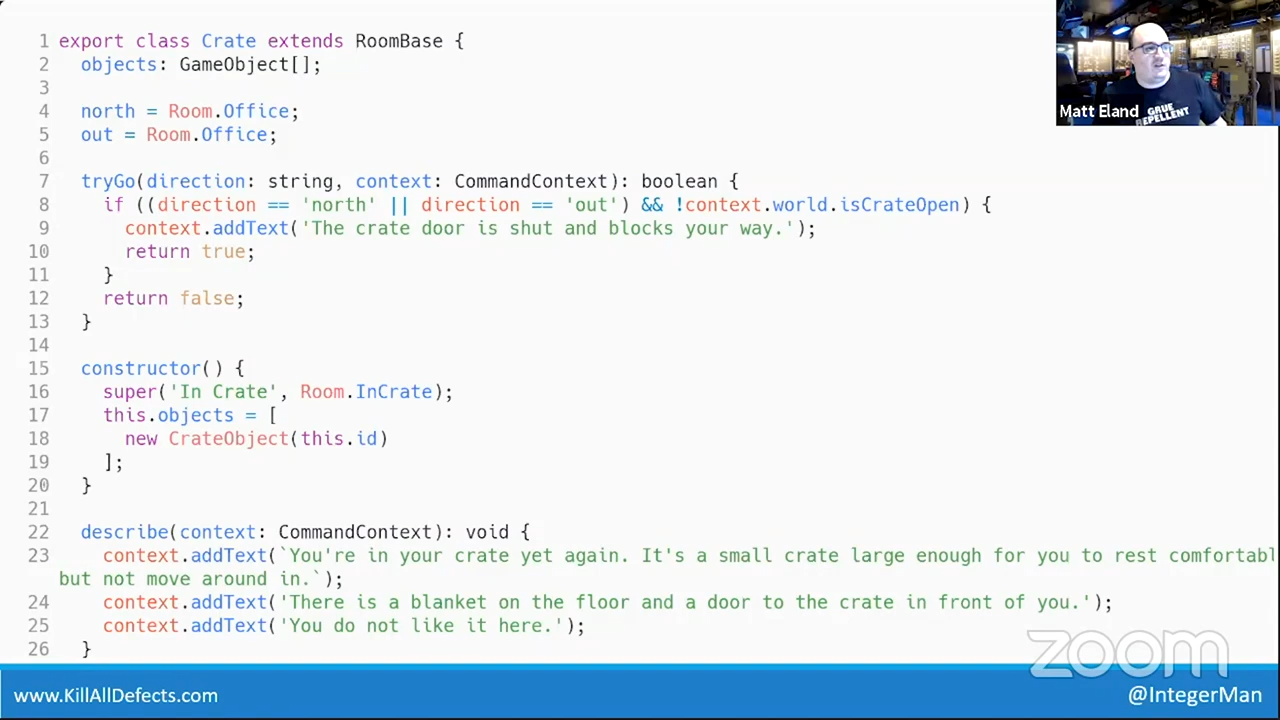 1 export class Crate extends RoomBase {
2 objects: GameObject[];
3
4 north = Room.Office;
5 out = Room.Office;
6
7 tryGo(direction: string, context: CommandContext): boolean {
8 if ((direction == 'north' || direction == 'out') && !context.world.isCrateOpen) {
9 context.addText('The crate door is shut and blocks your way.');
10 return true;
11 }
12 return false;
13 }
14
15 constructor() {
16 super('In Crate', Room.InCrate);
17 this.objects = [
18 new CrateObject(this.id)
19 ];
20 }
21
22 describe(context: CommandContext): void {
23 context.addText(`You're in your crate yet again. It's a small crate large enough for you to rest comfortabl
but not move around in.`);
24 context.addText('There is a blanket on the floor and a door to the crate in front of you.');
25 context.addText('You do not like it here.');
26 }
Matt Eland
GRUE
REPELLENT
zoom
www.KillAllDefects.com
@IntegerMan